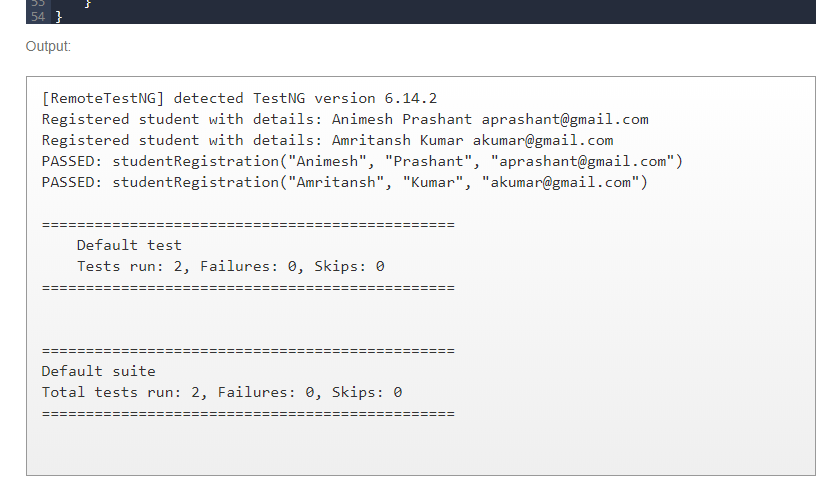 53 }
54 }
Output:
[RemoteTestNG] detected TestNG version 6.14.2
Registered student with details: Animesh Prashant aprashant@gmail.com
Registered student with details: Amritansh Kumar akumar@gmail.com
PASSED: studentRegistration("Animesh", "Prashant", "aprashant@gmail.com")
PASSED: studentRegistration("Amritansh", "Kumar", "akumar@gmail.com")
===============================================
Default test
Tests run: 2, Failures: 0, Skips: 0
===============================================
===============================================
Default suite
Total tests run: 2, Failures: 0, Skips: 0
===============================================